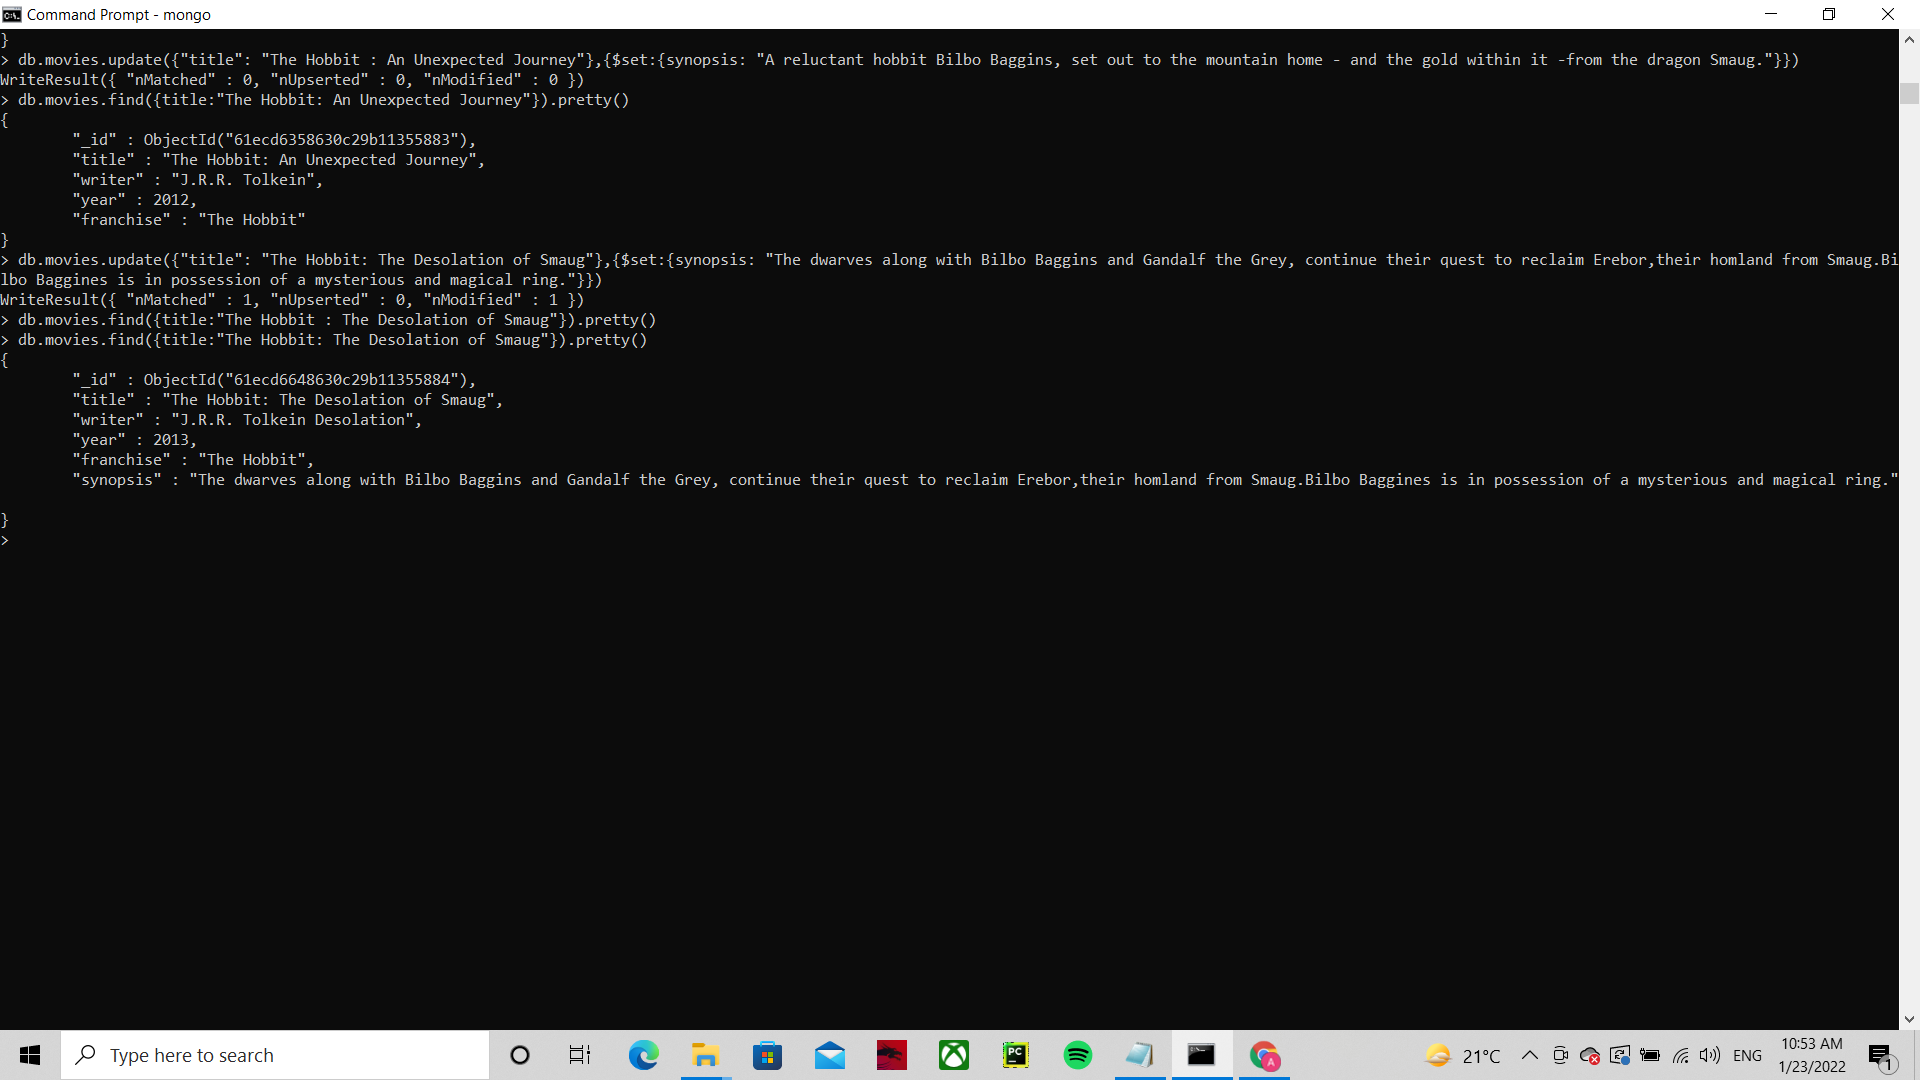 Command Prompt - mongo
}
> db.movies.update({"title": "The Hobbit : An Unexpected Journey"},{$set:{synopsis: "A reluctant hobbit Bilbo Baggins, set out to the mountain home - and the gold within it -from the dragon Smaug."}})
WriteResult({ "nMatched" : 0, "nUpserted" : 0, "nModified" : 0 })
> db.movies.find({title:"The Hobbit: An Unexpected Journey"}).pretty()
{
        "_id" : ObjectId("61ecd6358630c29b11355883"),
        "title" : "The Hobbit: An Unexpected Journey",
        "writer" : "J.R.R. Tolkein",
        "year" : 2012,
        "franchise" : "The Hobbit"
}
> db.movies.update({"title": "The Hobbit: The Desolation of Smaug"},{$set:{synopsis: "The dwarves along with Bilbo Baggins and Gandalf the Grey, continue their quest to reclaim Erebor,their homland from Smaug.Bi
lbo Baggines is in possession of a mysterious and magical ring."}})
WriteResult({ "nMatched" : 1, "nUpserted" : 0, "nModified" : 1 })
> db.movies.find({title:"The Hobbit : The Desolation of Smaug"}).pretty()
> db.movies.find({title:"The Hobbit: The Desolation of Smaug"}).pretty()
{
        "_id" : ObjectId("61ecd6648630c29b11355884"),
        "title" : "The Hobbit: The Desolation of Smaug",
        "writer" : "J.R.R. Tolkein Desolation",
        "year" : 2013,
        "franchise" : "The Hobbit",
        "synopsis" : "The dwarves along with Bilbo Baggins and Gandalf the Grey, continue their quest to reclaim Erebor,their homland from Smaug.Bilbo Baggines is in possession of a mysterious and magical ring."
}
>
Type here to search
PC
A
21°C
ENG
10:53 AM
1/23/2022
1